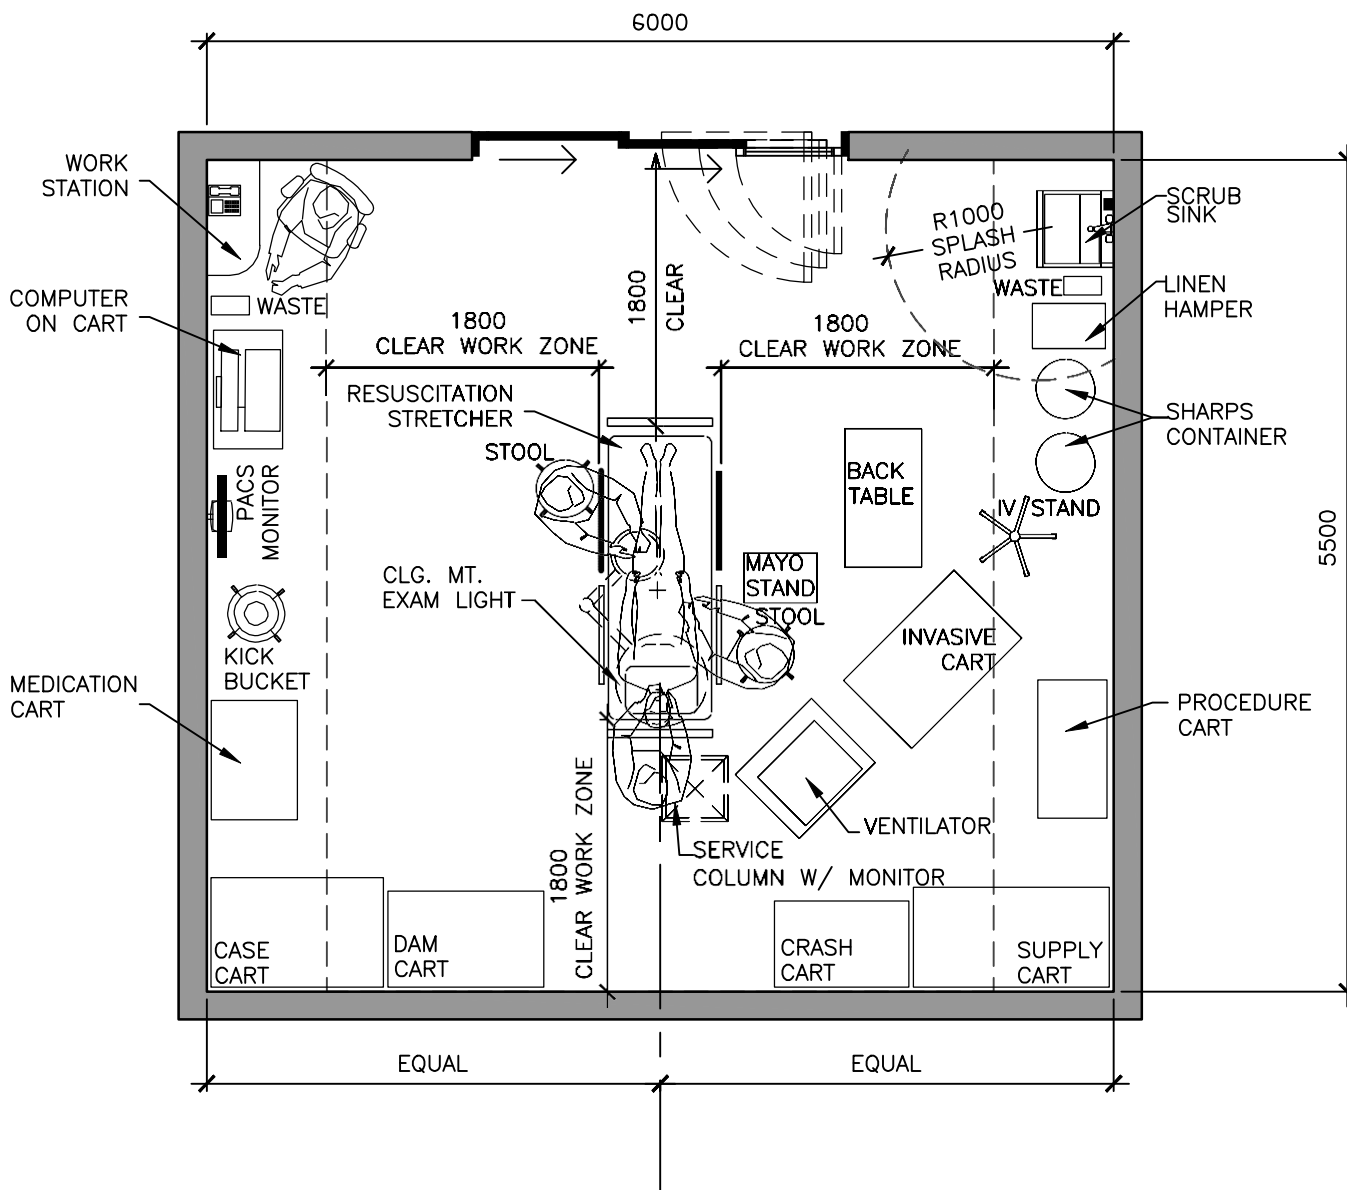 6000
WORK
STATION
R1000
SPLASH
RADIUS
SCRUB
SINK
COMPUTER
ON CART
WASTE
1800
CLEAR
WASTE
LINEN
HAMPER
1800
CLEAR WORK ZONE
1800
CLEAR WORK ZONE
RESUSCITATION
STRETCHER
SHARPS
CONTAINER
STOOL
PACS
MONITOR
BACK
TABLE
IV STAND
5500
CLG. MT.
EXAM LIGHT
MAYO
STAND
STOOL
KICK
BUCKET
INVASIVE
CART
MEDICATION
CART
PROCEDURE
CART
VENTILATOR
1800
CLEAR WORK ZONE
SERVICE
COLUMN W/ MONITOR
CASE
CART
DAM
CART
CRASH
CART
SUPPLY
CART
EQUAL
EQUAL